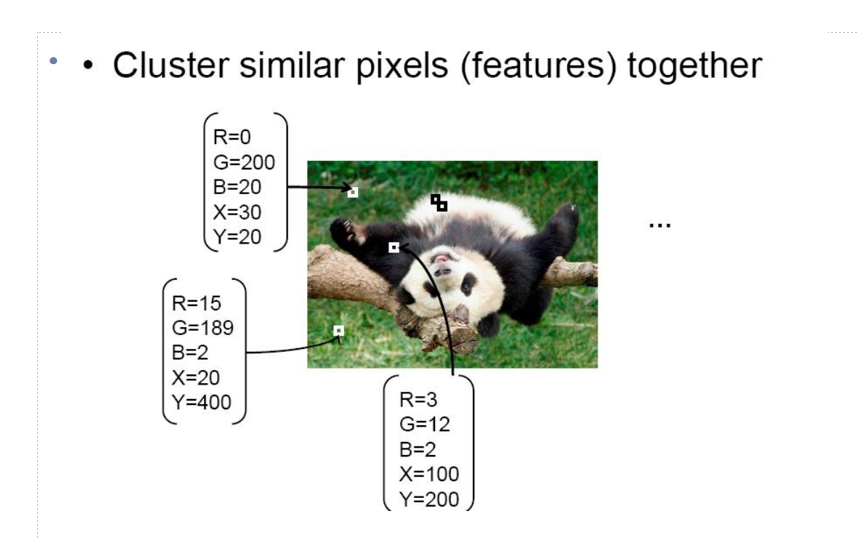 • • Cluster similar pixels (features) together
R=0
G=200
B=20
X=30
Y=20
...
R=15
G=189
B=2
X=20
Y=400
R=3
G=12
B=2
X=100
Y=200